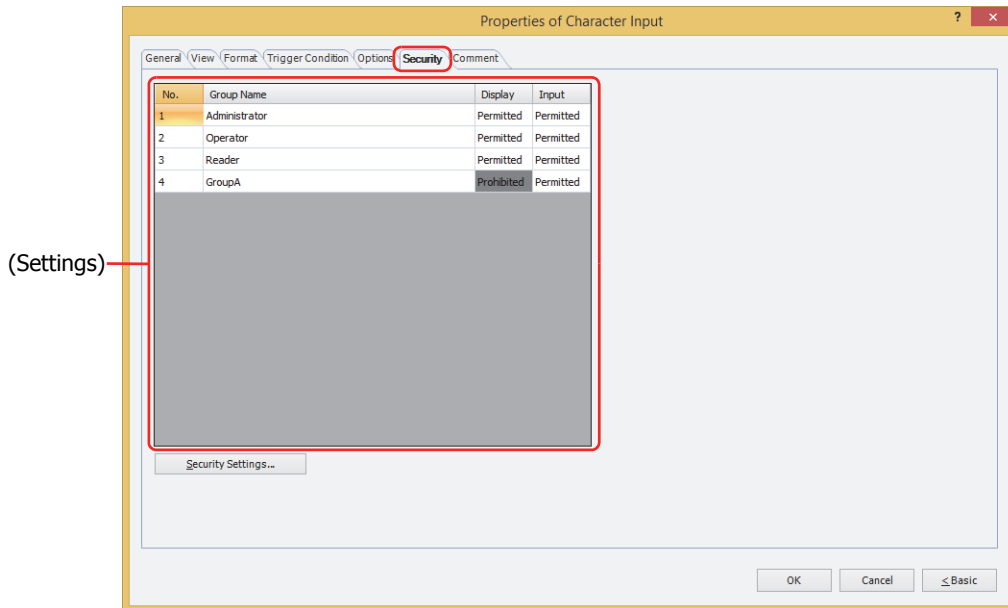 Properties of Character Input
? ×
General View Format Trigger Condition Options Security Comment
No. Group Name Display Input
1 Administrator Permitted Permitted
2 Operator Permitted Permitted
3 Reader Permitted Permitted
4 GroupA Prohibited Permitted
(Settings)
Security Settings...
OK Cancel < Basic